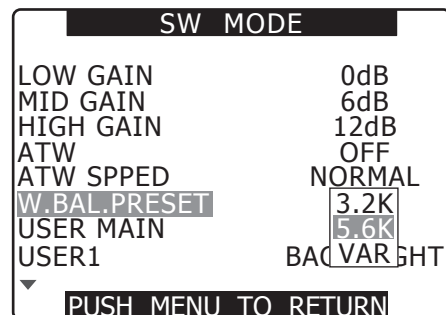 SW MODE
LOW GAIN 0dB
MID GAIN 6dB
HIGH GAIN 12dB
ATW OFF
ATW SPPED NORMAL
W.BAL.PRESET 3.2K
USER MAIN 5.6K
USER1 BAC VAR GHT
PUSH MENU TO RETURN